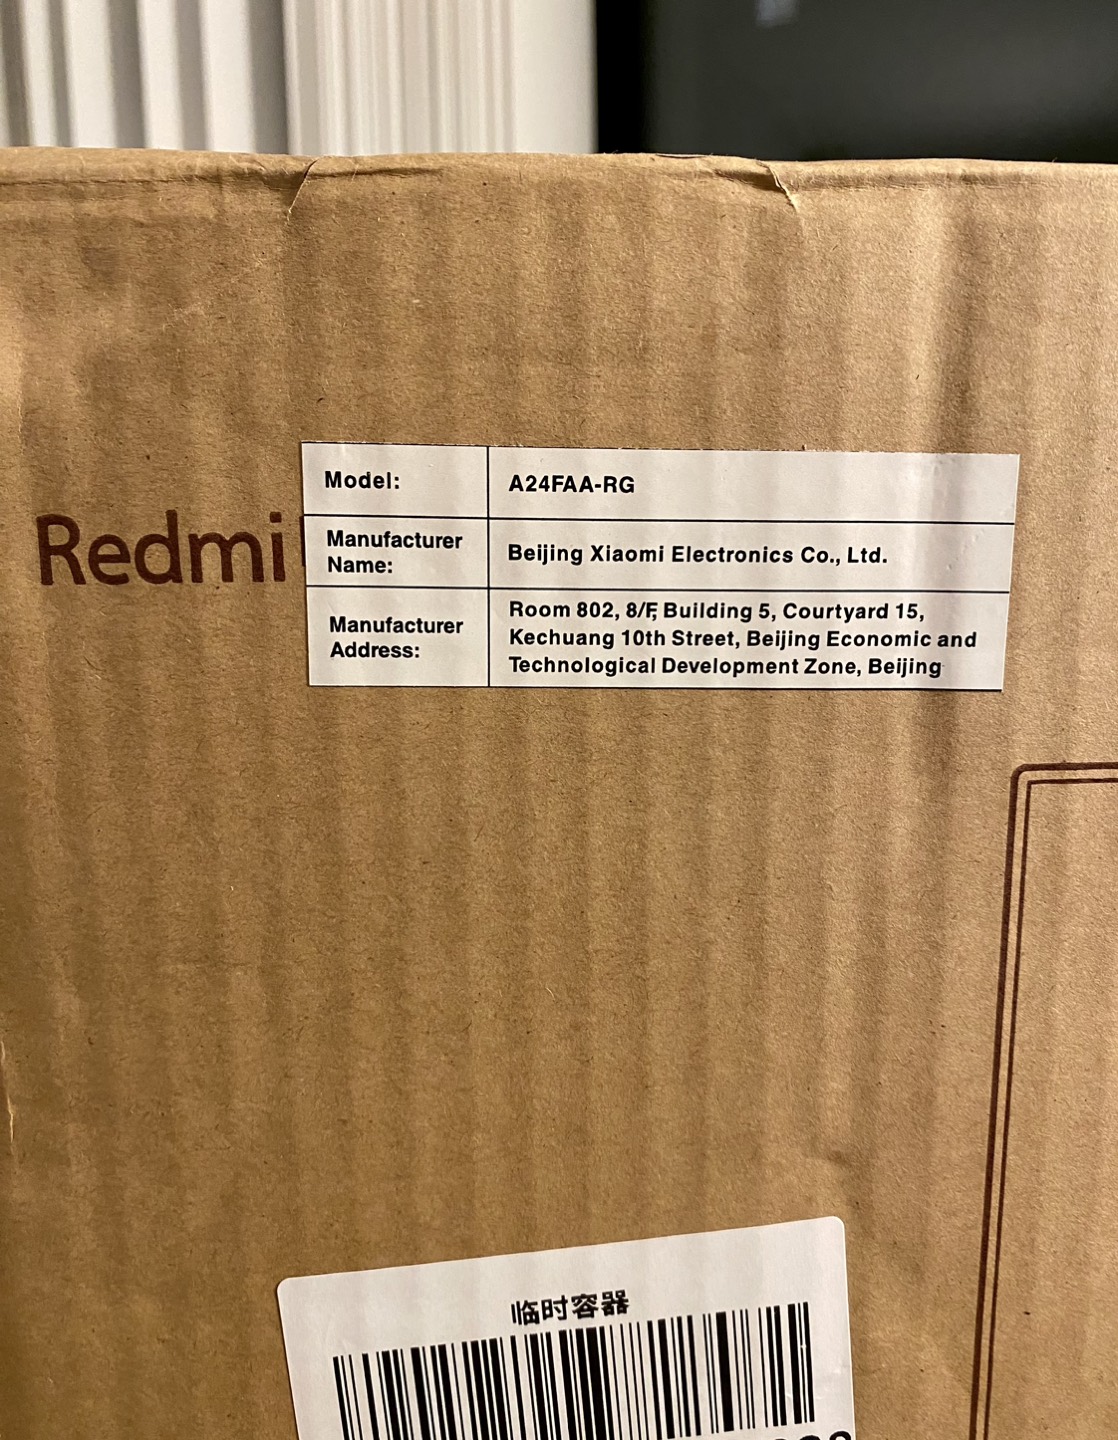 Redmi
Model:
A24FAA-RG
Manufacturer
Name:
Beijing Xiaomi Electronics Co., Ltd.
Manufacturer
Address:
Room 802, 8/F, Building 5, Courtyard 15,
Kechuang 10th Street, Beijing Economic and
Technological Development Zone, Beijing
临时容器